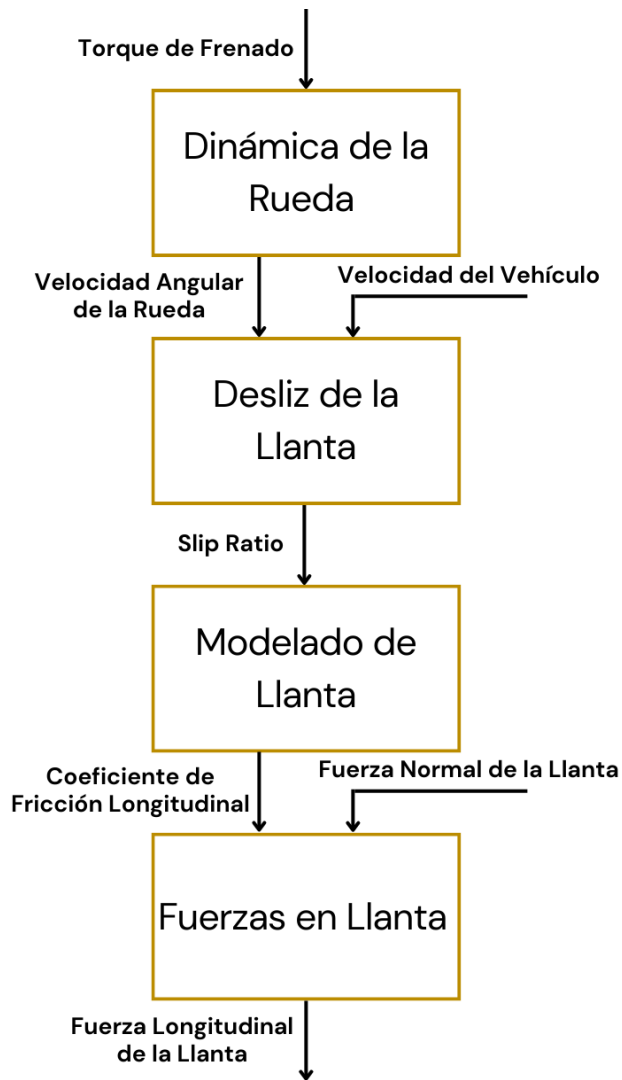 Torque de Frenado
Dinámica de la
Rueda
Velocidad Angular
de la Rueda
Velocidad del Vehículo
Desliz de la
Llanta
Slip Ratio
Modelado de
Llanta
Coeficiente de
Fricción Longitudinal
Fuerza Normal de la Llanta
Fuerzas en Llanta
Fuerza Longitudinal
de la Llanta